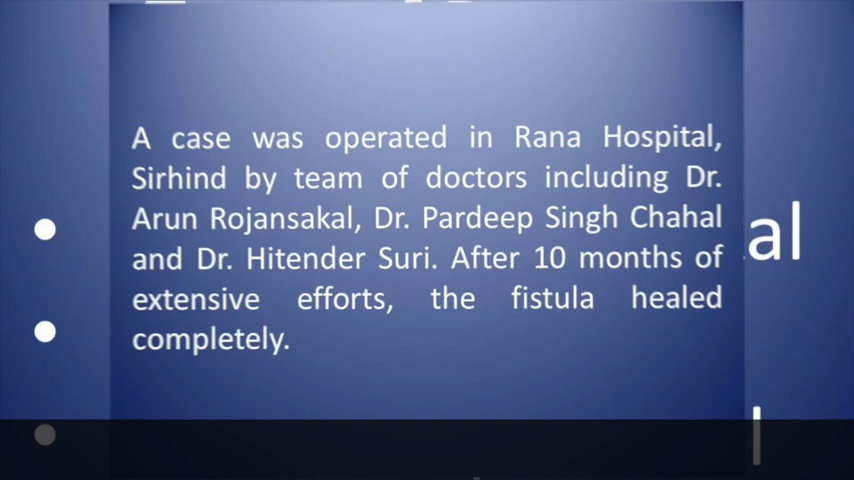 A case was operated in Rana Hospital,
Sirhind by team of doctors including Dr.
Arun Rojansakal, Dr. Pardeep Singh Chahal
and Dr. Hitender Suri. After 10 months of
extensive efforts, the fistula healed
completely.